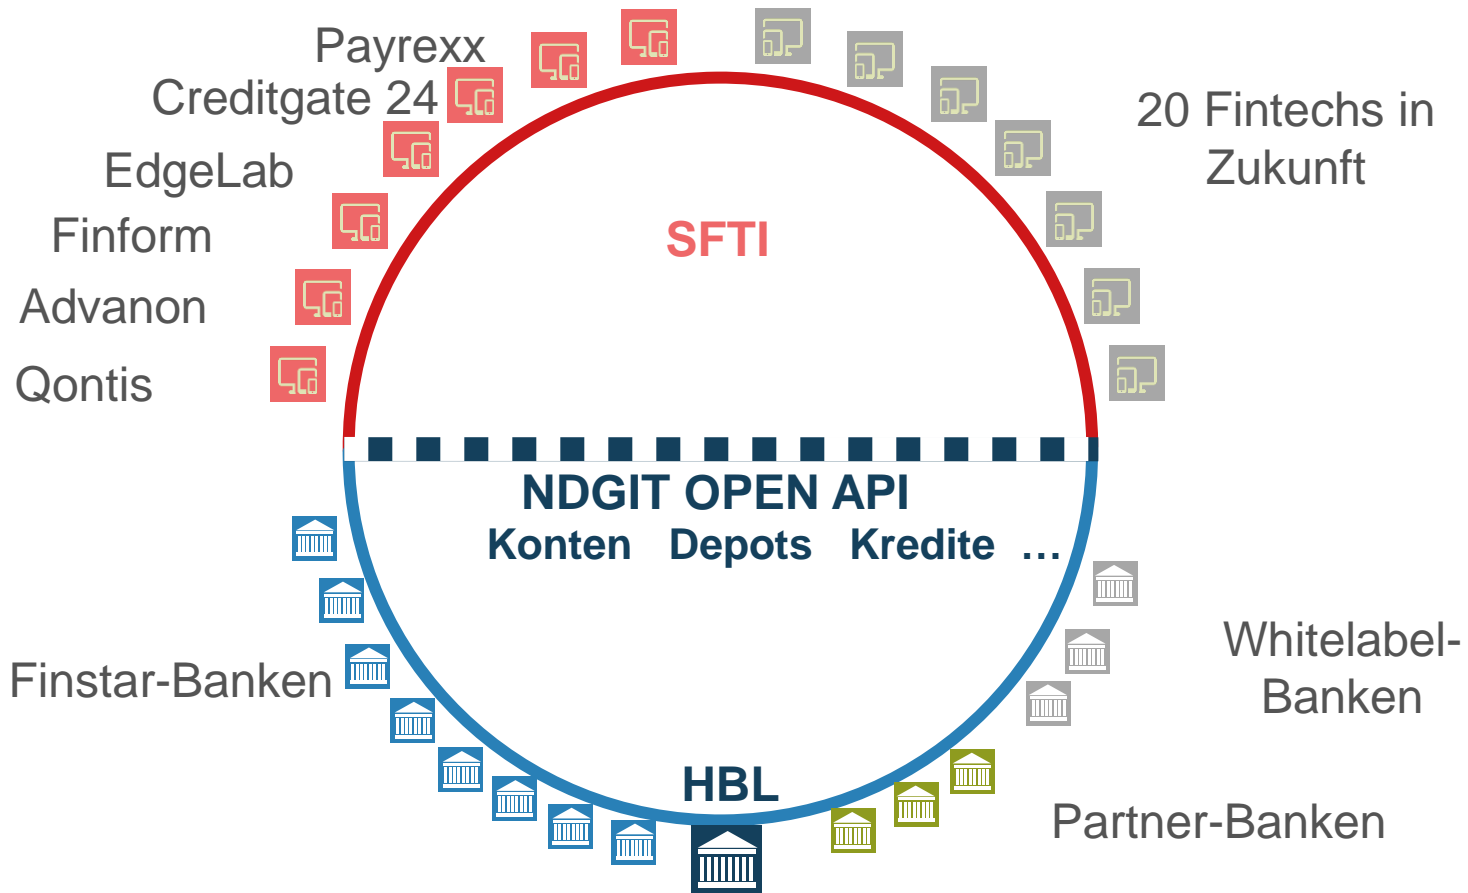 Payrexx
Creditgate 24
EdgeLab
Finform
Advanon
Qontis
20 Fintechs in
Zukunft
SFTI
NDGIT OPEN API
Konten Depots Kredite …
Finstar-Banken
Whitelabel-
Banken
HBL
Partner-Banken